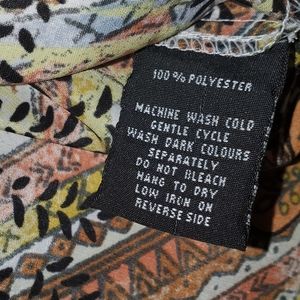 100% POLYESTER
MACHINE WASH COLD
GENTLE CYCLE
WASH DARK COLOURS
SEPARATELY
DO NOT BLEACH
HANG TO DRY
LOW IRON ON
REVERSE SIDE